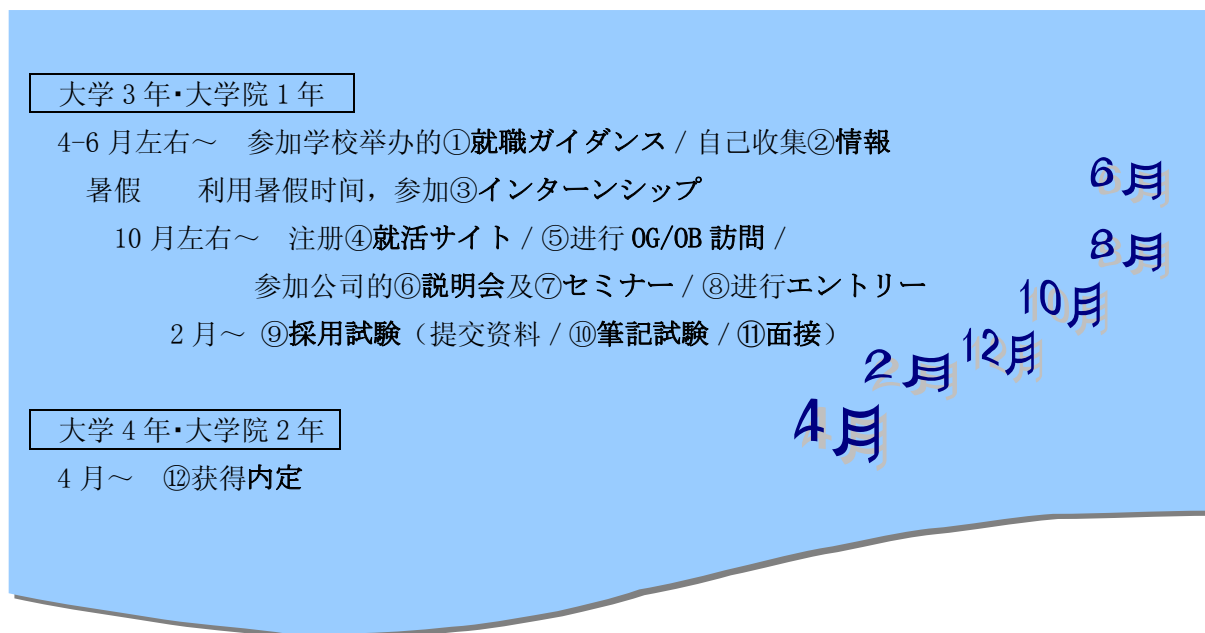 大学3年・大学院1年
4-6月左右～ 参加学校举办的①就職ガイダンス / 自己收集②情報
暑假 利用暑假时间，参加③インターンシップ
10月左右～ 注册④就活サイト / ⑤进行 OG/OB 訪問 /
参加公司的⑥説明会及⑦セミナー / ⑧进行エントリー
2月～ ⑨採用試験（提交资料 / ⑩筆記試験 / ⑪面接）
大学4年・大学院2年
4月～ ⑫获得内定
6月
8月
10月
12月
2月
4月